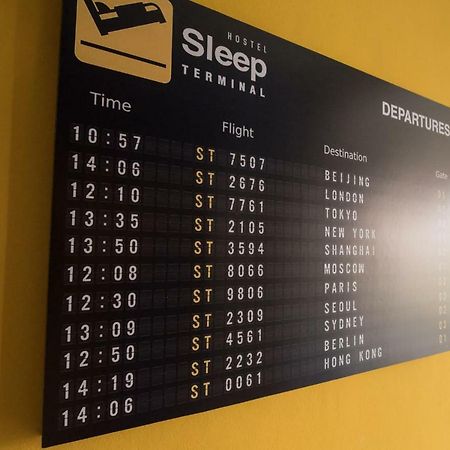 HOSTEL
Sleep
TERMINAL
DEPARTURES
Time Flight Destination Gate
10:57 ST 7507 BEIJING
14:06 ST 2676 LONDON
12:10 ST 7761 TOKYO
13:35 ST 2105 NEW YORK
13:50 ST 3594 SHANGHAI
12:08 ST 8066 MOSCOW
12:30 ST 9806 PARIS
13:09 ST 2309 SEOUL
12:50 ST 4561 SYDNEY
14:19 ST 2232 BERLIN
14:06 ST 0061 HONG KONG